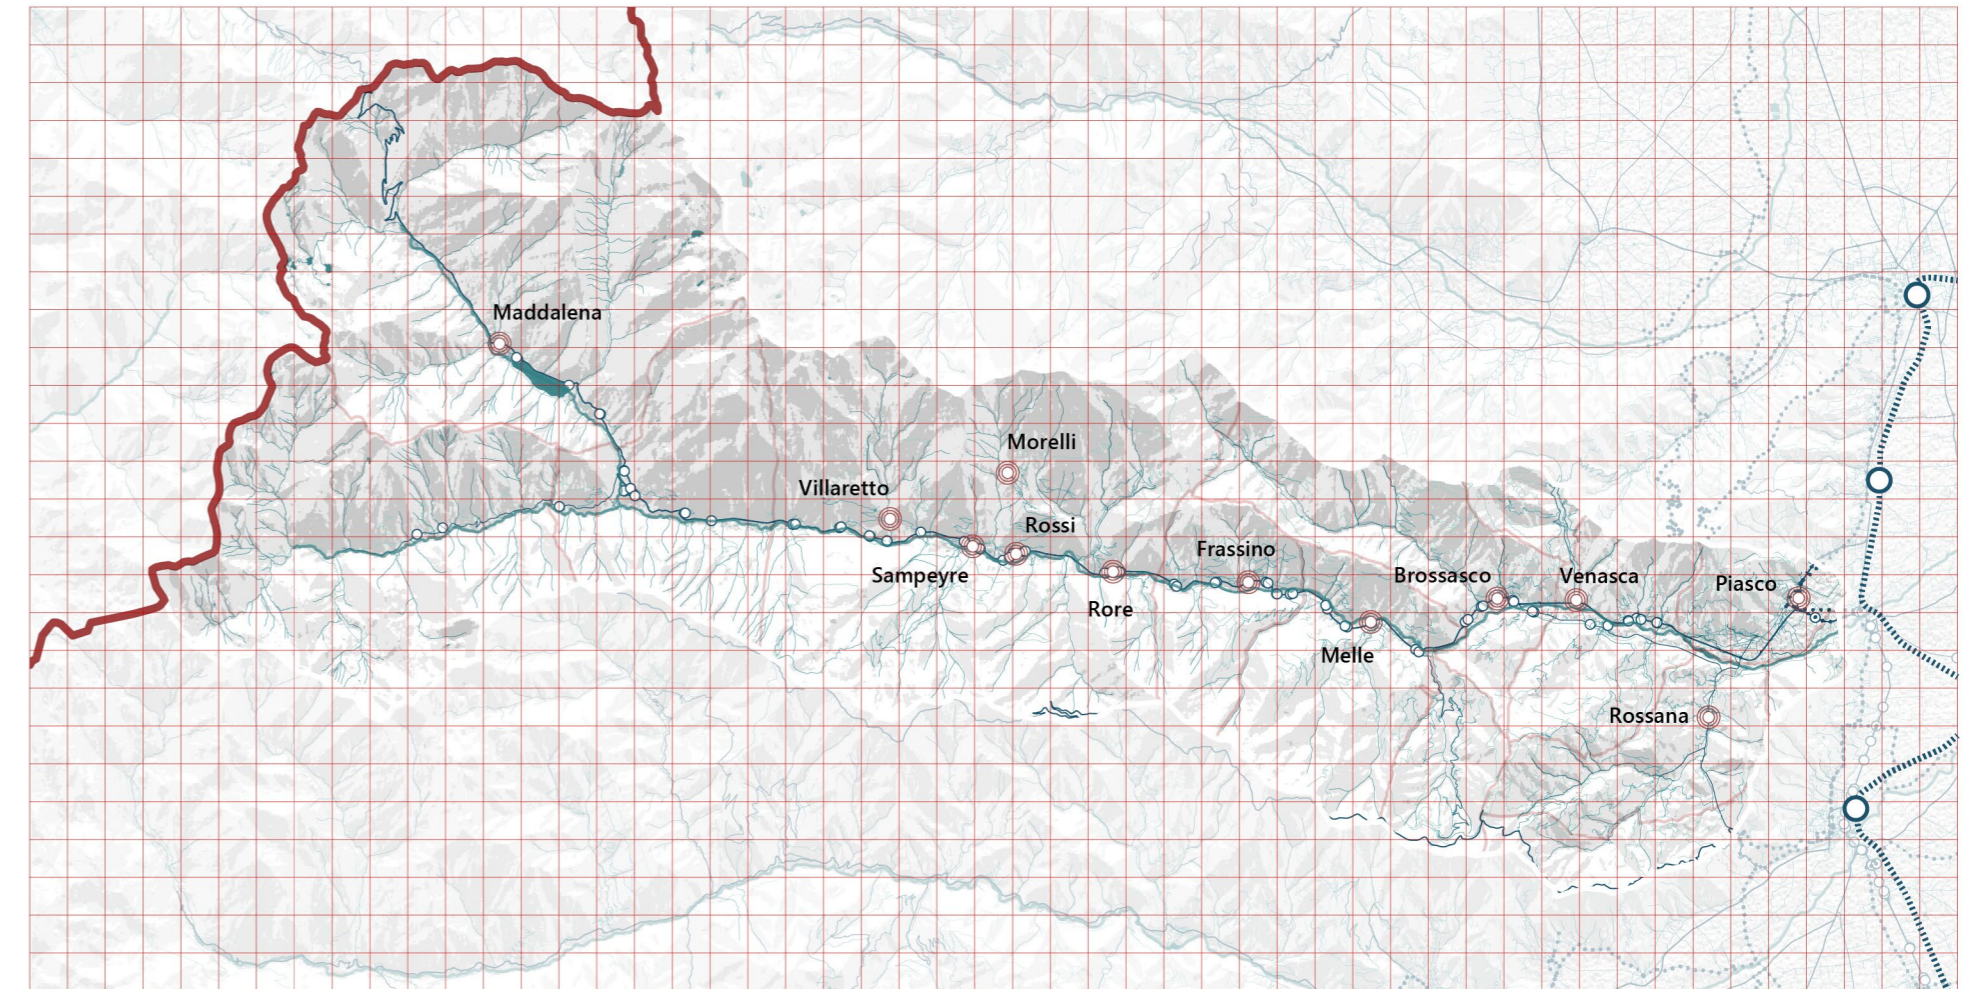 Maddalena
Morelli
Villaretto
Rossi
Frassino
Sampeyre
Brossasco
Venasca
Piasco
Rore
Melle
Rossana